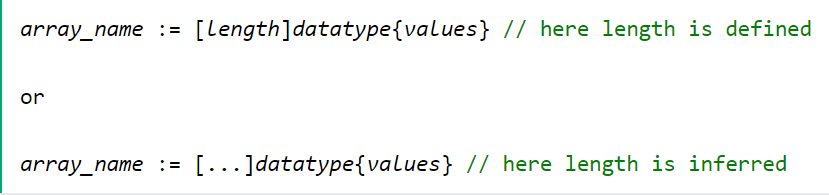 array_name := [length]datatype{values} // here length is defined
or
array_name := [...]datatype{values} // here length is inferred